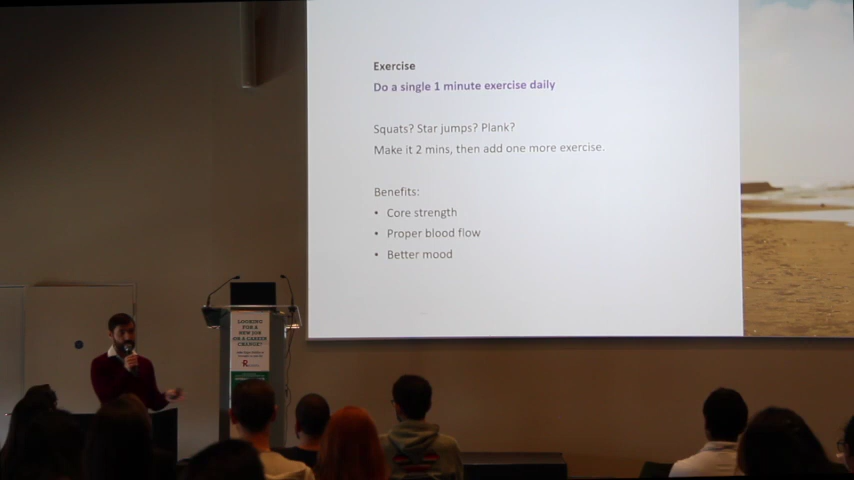 Exercise
Do a single 1 minute exercise daily
Squats? Star jumps? Plank?
Make it 2 mins, then add one more exercise.
Benefits:
• Core strength
• Proper blood flow
• Better mood
LOOKING
FOR A
NEW JOB
OR A CAREER
CHANGE?